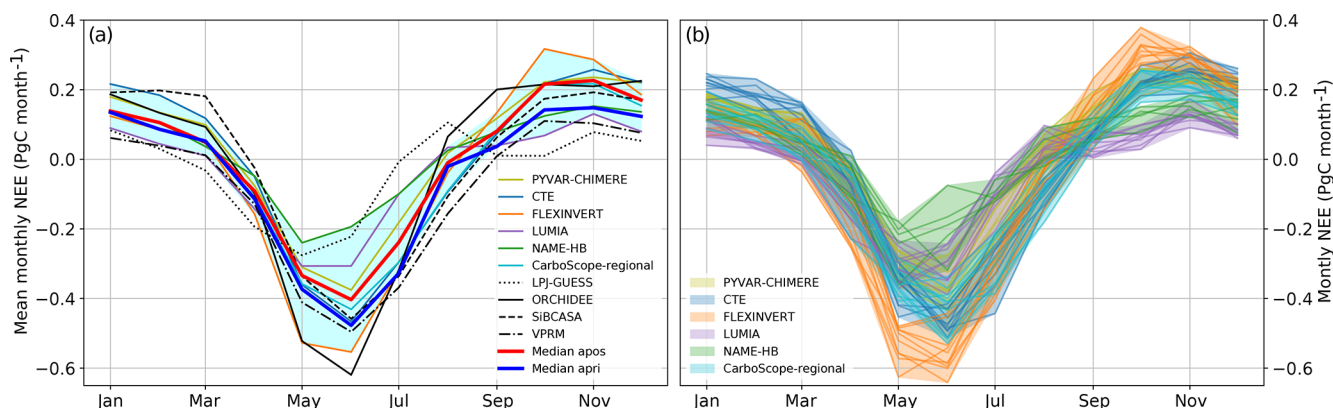 (a)
Mean monthly NEE (PgC month⁻¹)
0.4
0.2
0.0
−0.2
−0.4
−0.6
Jan
Mar
May
Jul
Sep
Nov
PYVAR-CHIMERE
CTE
FLEXINVERT
LUMIA
NAME-HB
CarboScope-regional
LPJ-GUESS
ORCHIDEE
SiBCASA
VPRM
Median apos
Median apri
(b)
PYVAR-CHIMERE
CTE
FLEXINVERT
LUMIA
NAME-HB
CarboScope-regional
Jan
Mar
May
Jul
Sep
Nov
0.4
0.2
0.0
−0.2
−0.4
−0.6
Montly NEE (PgC month⁻¹)